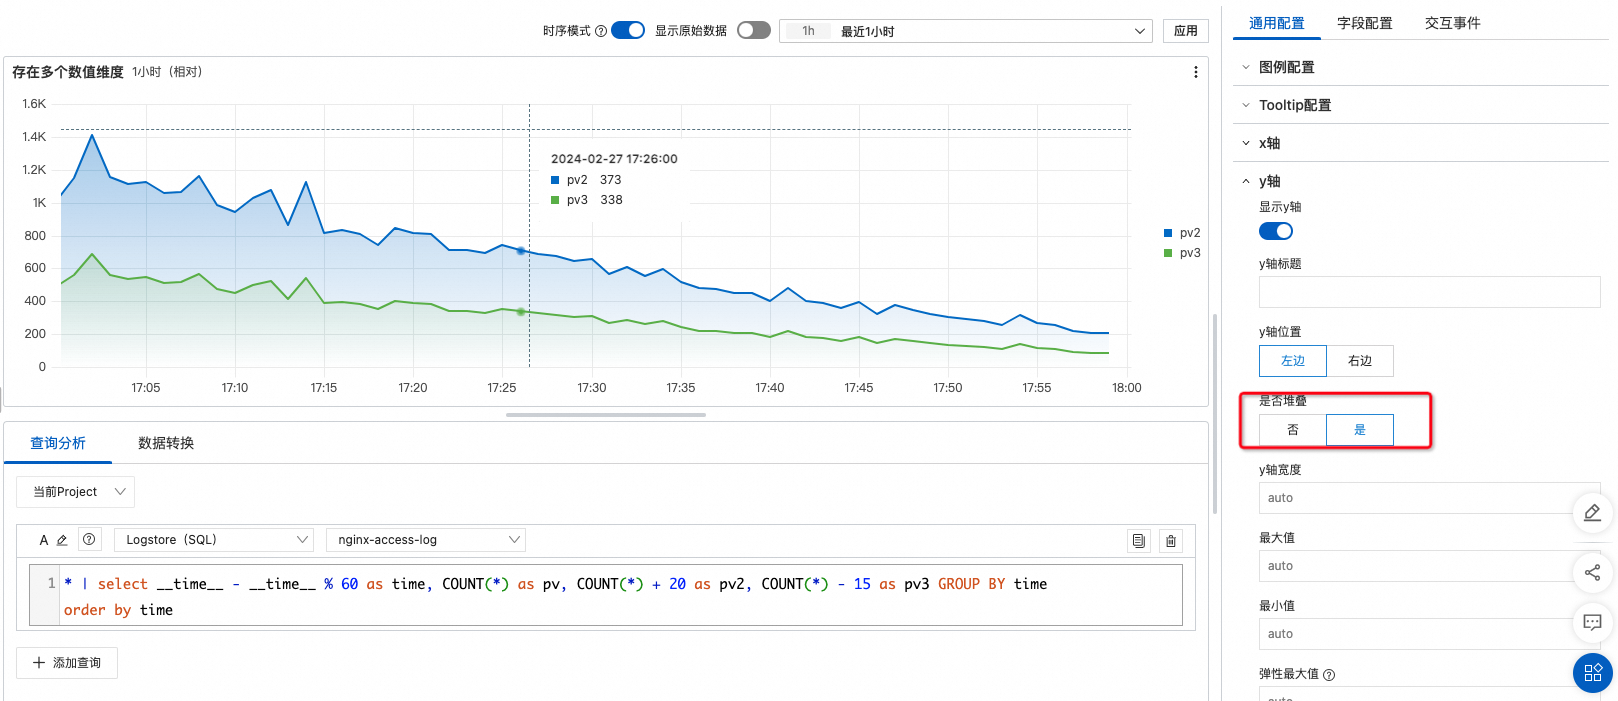 时序模式
显示原始数据
1h 最近1小时
应用
存在多个数值维度 1小时（相对）
1.6K
1.4K
1.2K
1K
800
600
400
200
0
2024-02-27 17:26:00
pv2 373
pv3 338
pv2
pv3
17:05 17:10 17:15 17:20 17:25 17:30 17:35 17:40 17:45 17:50 17:55 18:00
查询分析 数据转换
当前Project
A
Logstore（SQL）
nginx-access-log
1 * | select __time__ - __time__ % 60 as time, COUNT(*) as pv, COUNT(*) + 20 as pv2, COUNT(*) - 15 as pv3 GROUP BY time
order by time
添加查询
通用配置 字段配置 交互事件
图例配置
Tooltip配置
x轴
y轴
显示y轴
y轴标题
y轴位置
左边 右边
是否堆叠
否 是
y轴宽度
auto
最大值
auto
最小值
auto
弹性最大值
auto